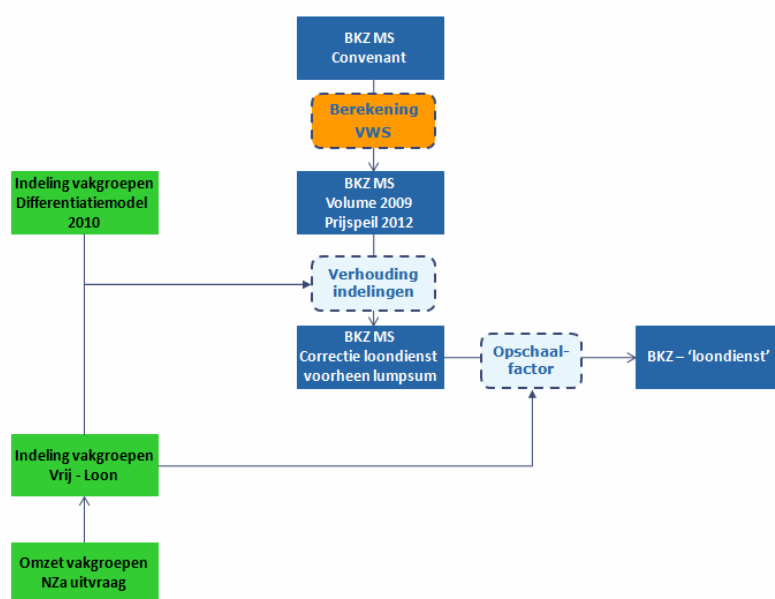 BKZ MS
Convenant
Berekening
VWS
Indeling vakgroepen
Differentiatiemodel
2010
BKZ MS
Volume 2009
Prijspeil 2012
Verhouding
indelingen
BKZ MS
Correctie loondienst
voorheen lumpsum
Opschaal-
factor
BKZ – ‘loondienst’
Indeling vakgroepen
Vrij - Loon
Omzet vakgroepen
NZa uitvraag